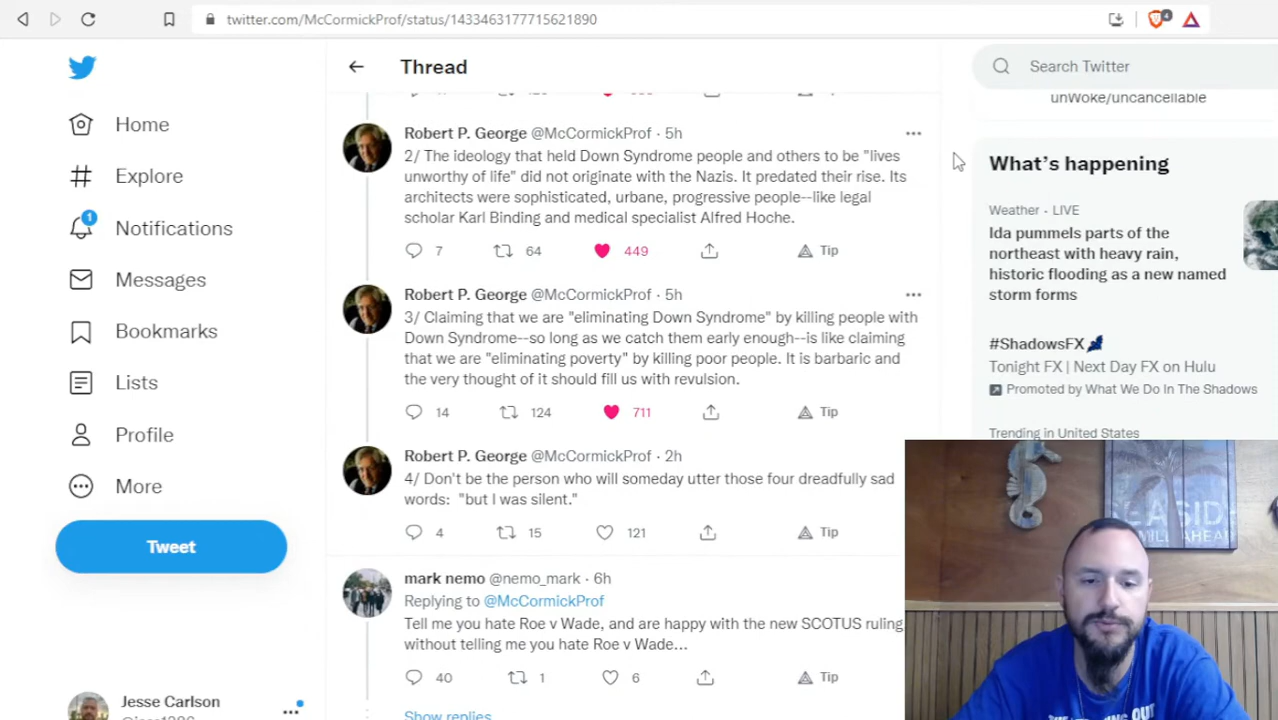 twitter.com/McCormickProf/status/1433463177715621890
4
Thread
Search Twitter
unWoke/uncancellable
Home
Explore
1
Notifications
Messages
Bookmarks
Lists
Profile
More
Tweet
Jesse Carlson
Robert P. George @McCormickProf · 5h
2/ The ideology that held Down Syndrome people and others to be "lives
unworthy of life" did not originate with the Nazis. It predated their rise. Its
architects were sophisticated, urbane, progressive people--like legal
scholar Karl Binding and medical specialist Alfred Hoche.
7 64 449 Tip
Robert P. George @McCormickProf · 5h
3/ Claiming that we are "eliminating Down Syndrome" by killing people with
Down Syndrome--so long as we catch them early enough--is like claiming
that we are "eliminating poverty" by killing poor people. It is barbaric and
the very thought of it should fill us with revulsion.
14 124 711 Tip
Robert P. George @McCormickProf · 2h
4/ Don't be the person who will someday utter those four dreadfully sad
words: "but I was silent."
4 15 121 Tip
mark nemo @nemo_mark · 6h
Replying to @McCormickProf
Tell me you hate Roe v Wade, and are happy with the new SCOTUS ruling
without telling me you hate Roe v Wade...
40 1 6 Tip
Show replies
What's happening
Weather · LIVE
Ida pummels parts of the
northeast with heavy rain,
historic flooding as a new named
storm forms
#ShadowsFX
Tonight FX | Next Day FX on Hulu
Promoted by What We Do In The Shadows
Trending in United States